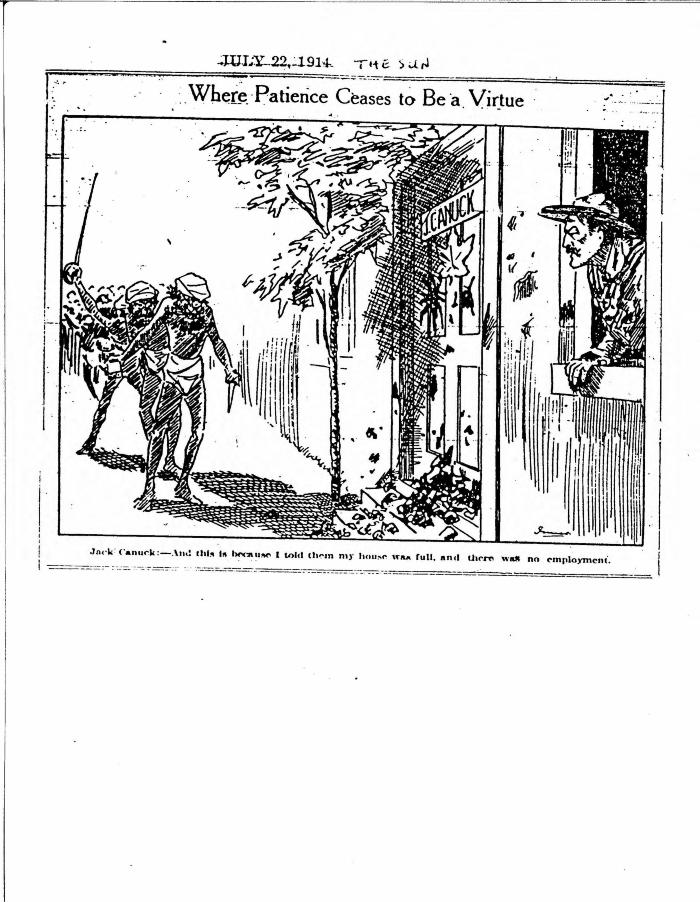 JULY 22, 1914 THE SUN
Where Patience Ceases to Be a Virtue
J. CANUCK
Jack Canuck:—And this is because I told them my house was full, and there was no employment.